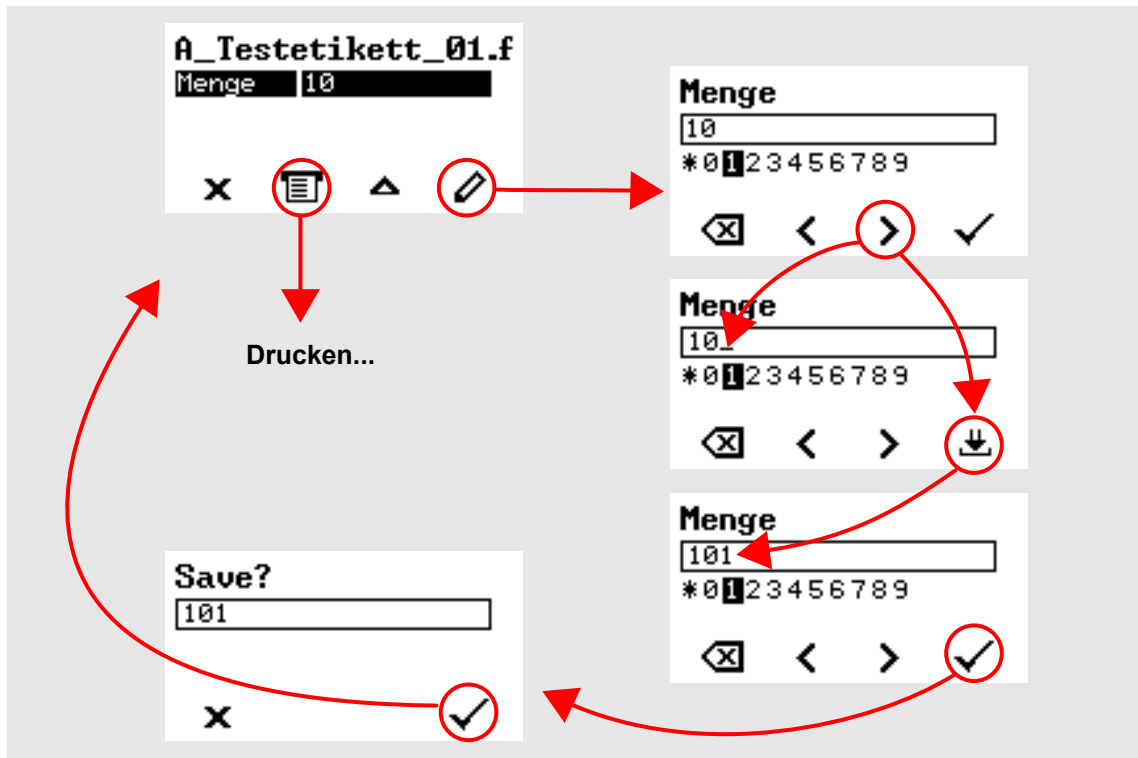 A_Testetikett_01.f
Menge 10
Drucken...
Menge
10
*0123456789
Menge
10_
*0123456789
Menge
101
*0123456789
Save?
101